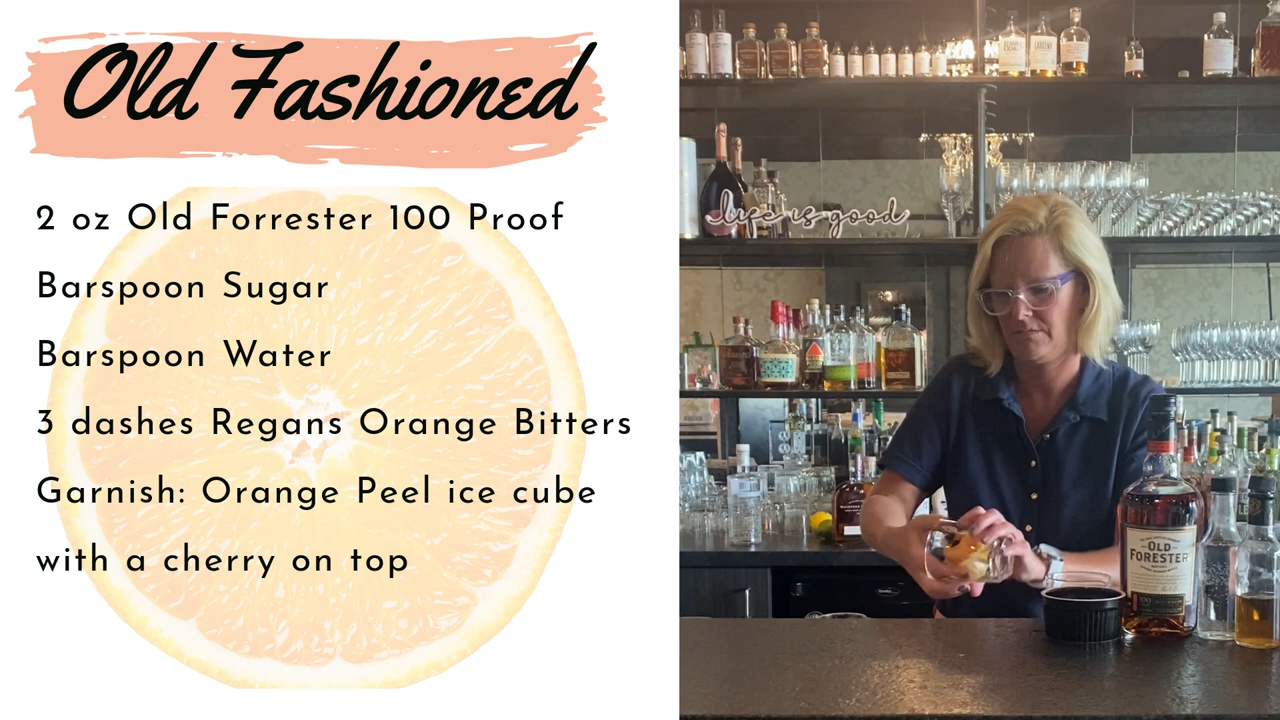 Old Fashioned
2 oz Old Forrester 100 Proof
Barspoon Sugar
Barspoon Water
3 dashes Regans Orange Bitters
Garnish: Orange Peel ice cube
with a cherry on top
life is good
OLD
FORESTER